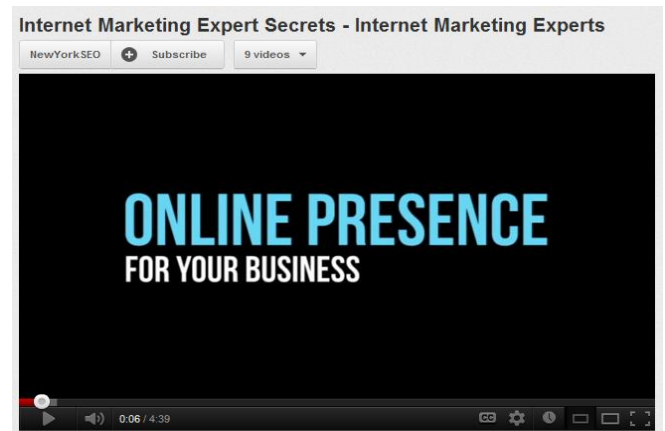 Internet Marketing Expert Secrets - Internet Marketing Experts
NewYorkSEO Subscribe 9 videos
ONLINE PRESENCE
FOR YOUR BUSINESS
0:06 / 4:39 CC